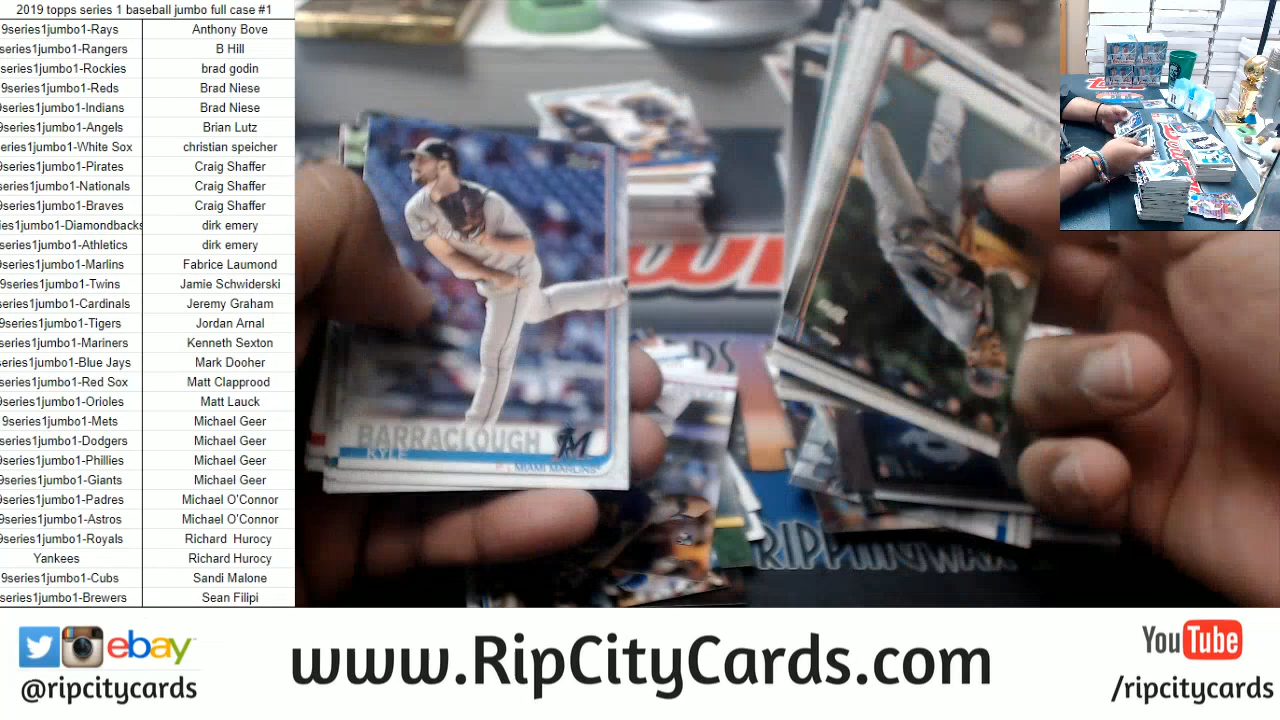 2019 topps series 1 baseball jumbo full case #1
9series1jumbo1-Rays Anthony Bove
series1jumbo1-Rangers B Hill
series1jumbo1-Rockies brad godin
9series1jumbo1-Reds Brad Niese
9series1jumbo1-Indians Brad Niese
9series1jumbo1-Angels Brian Lutz
series1jumbo1-White Sox christian speicher
9series1jumbo1-Pirates Craig Shaffer
series1jumbo1-Nationals Craig Shaffer
9series1jumbo1-Braves Craig Shaffer
ies1jumbo1-Diamondbacks dirk emery
series1jumbo1-Athletics dirk emery
9series1jumbo1-Marlins Fabrice Laumond
9series1jumbo1-Twins Jamie Schwiderski
series1jumbo1-Cardinals Jeremy Graham
9series1jumbo1-Tigers Jordan Arnal
series1jumbo1-Mariners Kenneth Sexton
series1jumbo1-Blue Jays Mark Dooher
series1jumbo1-Red Sox Matt Clapprood
series1jumbo1-Orioles Matt Lauck
9series1jumbo1-Mets Michael Geer
series1jumbo1-Dodgers Michael Geer
series1jumbo1-Phillies Michael Geer
9series1jumbo1-Giants Michael Geer
9series1jumbo1-Padres Michael O'Connor
9series1jumbo1-Astros Michael O'Connor
9series1jumbo1-Royals Richard Hurocy
Yankees Richard Hurocy
9series1jumbo1-Cubs Sandi Malone
series1jumbo1-Brewers Sean Filipi
BARRACLOUGH
KYLE
MIAMI MARLINS
RIPPINWAX
ebay
@ripcitycards
www.RipCityCards.com
YouTube
/ripcitycards